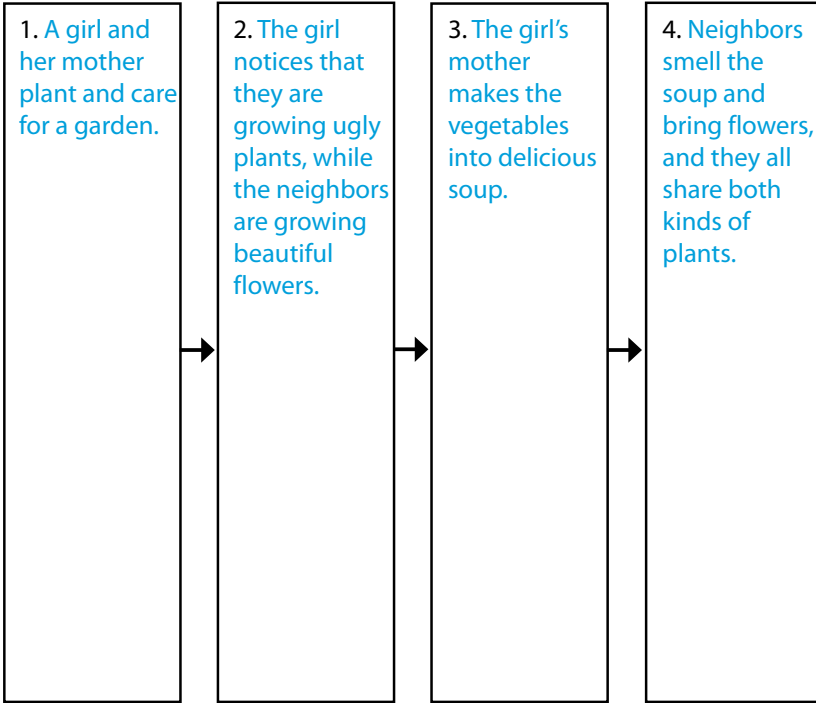 1. A girl and
her mother
plant and care
for a garden.
2. The girl
notices that
they are
growing ugly
plants, while
the neighbors
are growing
beautiful
flowers.
3. The girl’s
mother
makes the
vegetables
into delicious
soup.
4. Neighbors
smell the
soup and
bring flowers,
and they all
share both
kinds of
plants.